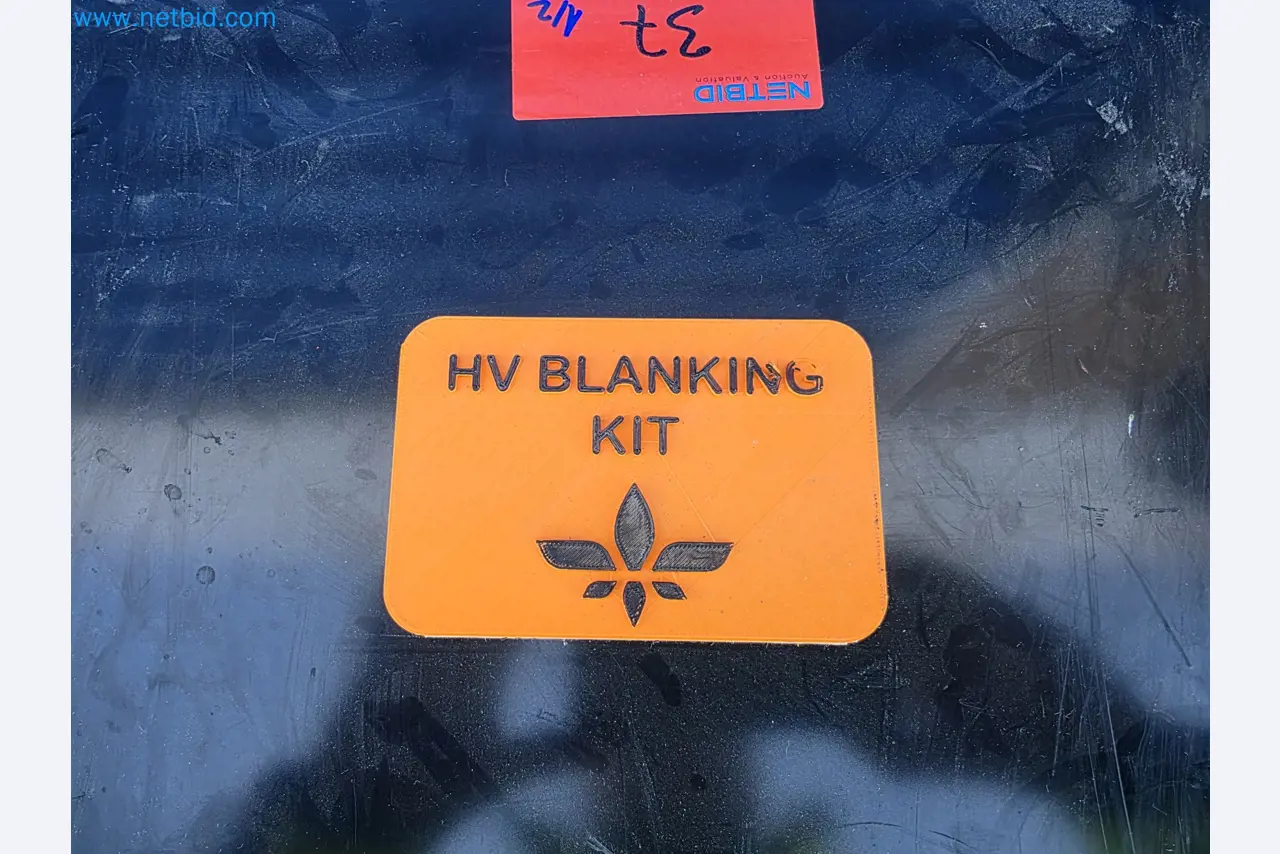 www.netbid.com
1/2
37
Auction & Valuation
NETBID
HV BLANKING
KIT